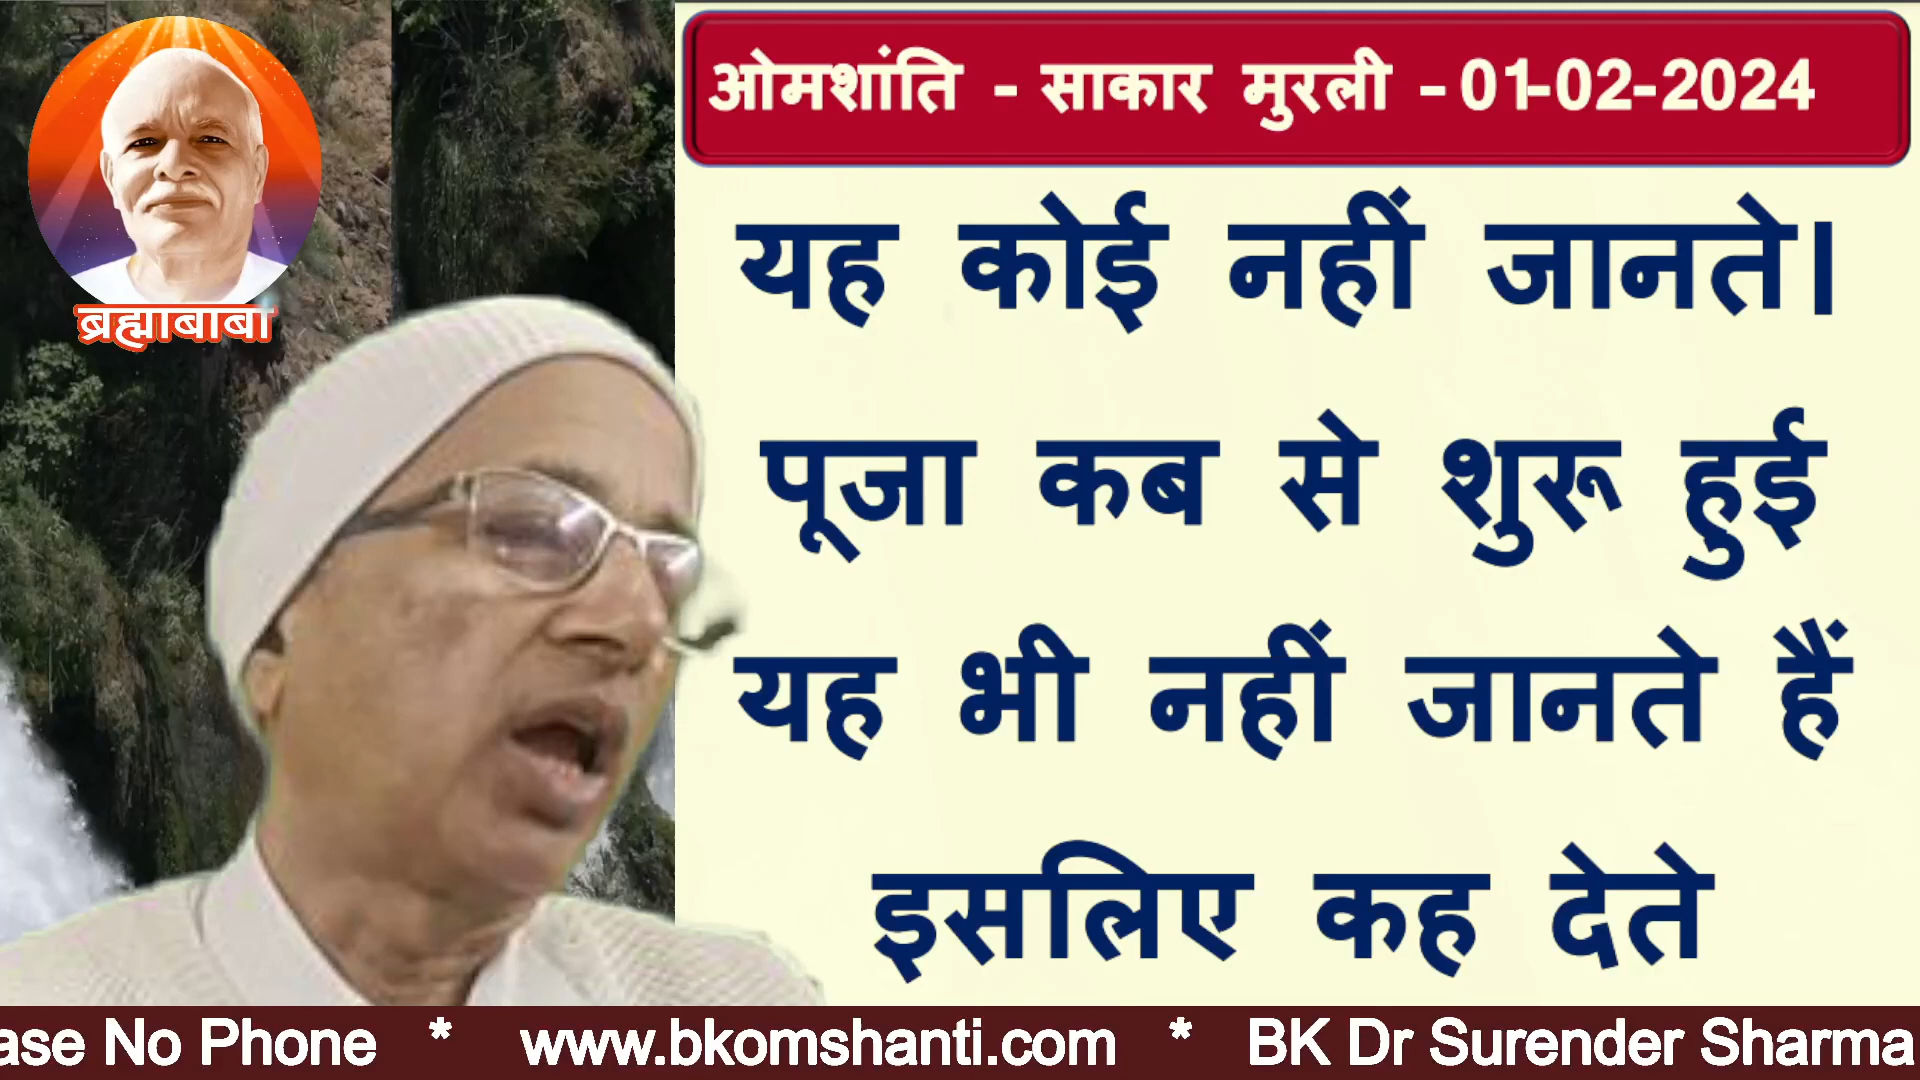 ओमशांति - साकार मुरली - 01-02-2024
ब्रह्माबाबा
यह कोई नहीं जानते।
पूजा कब से शुरू हुई
यह भी नहीं जानते हैं
इसलिए कह देते
ase No Phone * www.bkomshanti.com * BK Dr Surender Sharma